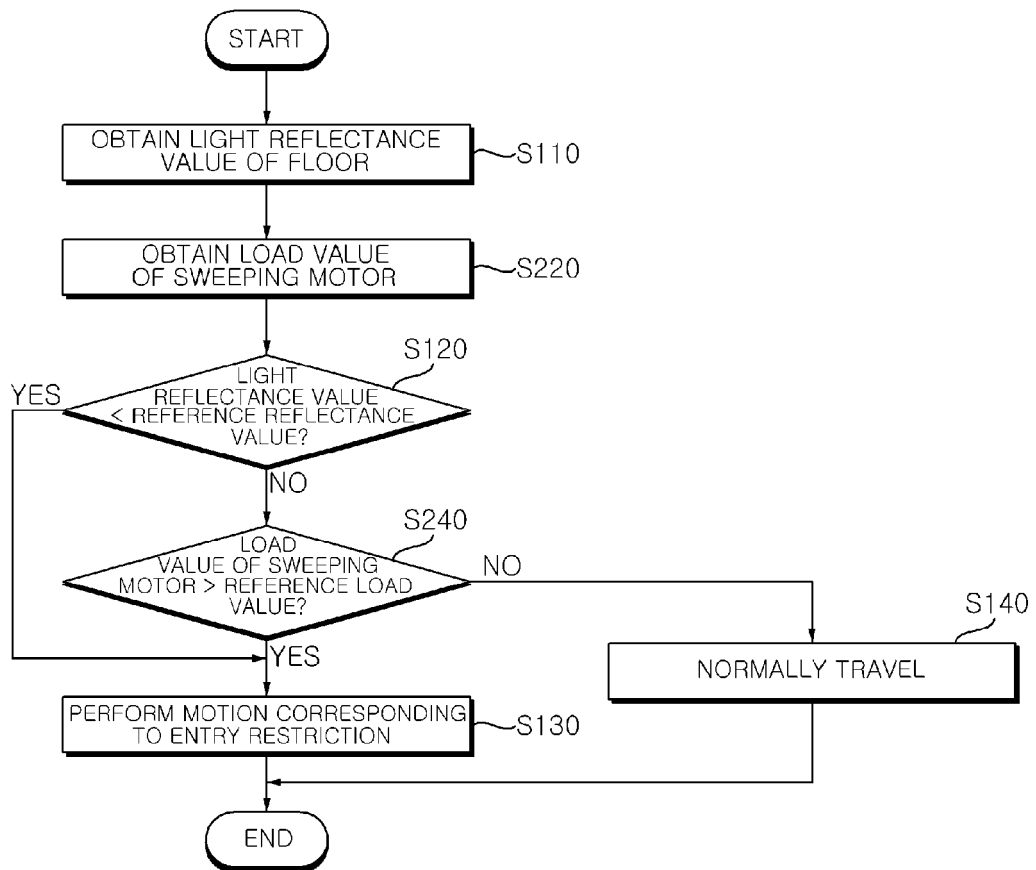 START
OBTAIN LIGHT REFLECTANCE
VALUE OF FLOOR
S110
OBTAIN LOAD VALUE
OF SWEEPING MOTOR
S220
S120
YES
LIGHT
REFLECTANCE VALUE
< REFERENCE REFLECTANCE
VALUE?
NO
S240
LOAD
VALUE OF SWEEPING
MOTOR > REFERENCE LOAD
VALUE?
NO
YES
S140
NORMALLY TRAVEL
PERFORM MOTION CORRESPONDING
TO ENTRY RESTRICTION
S130
END